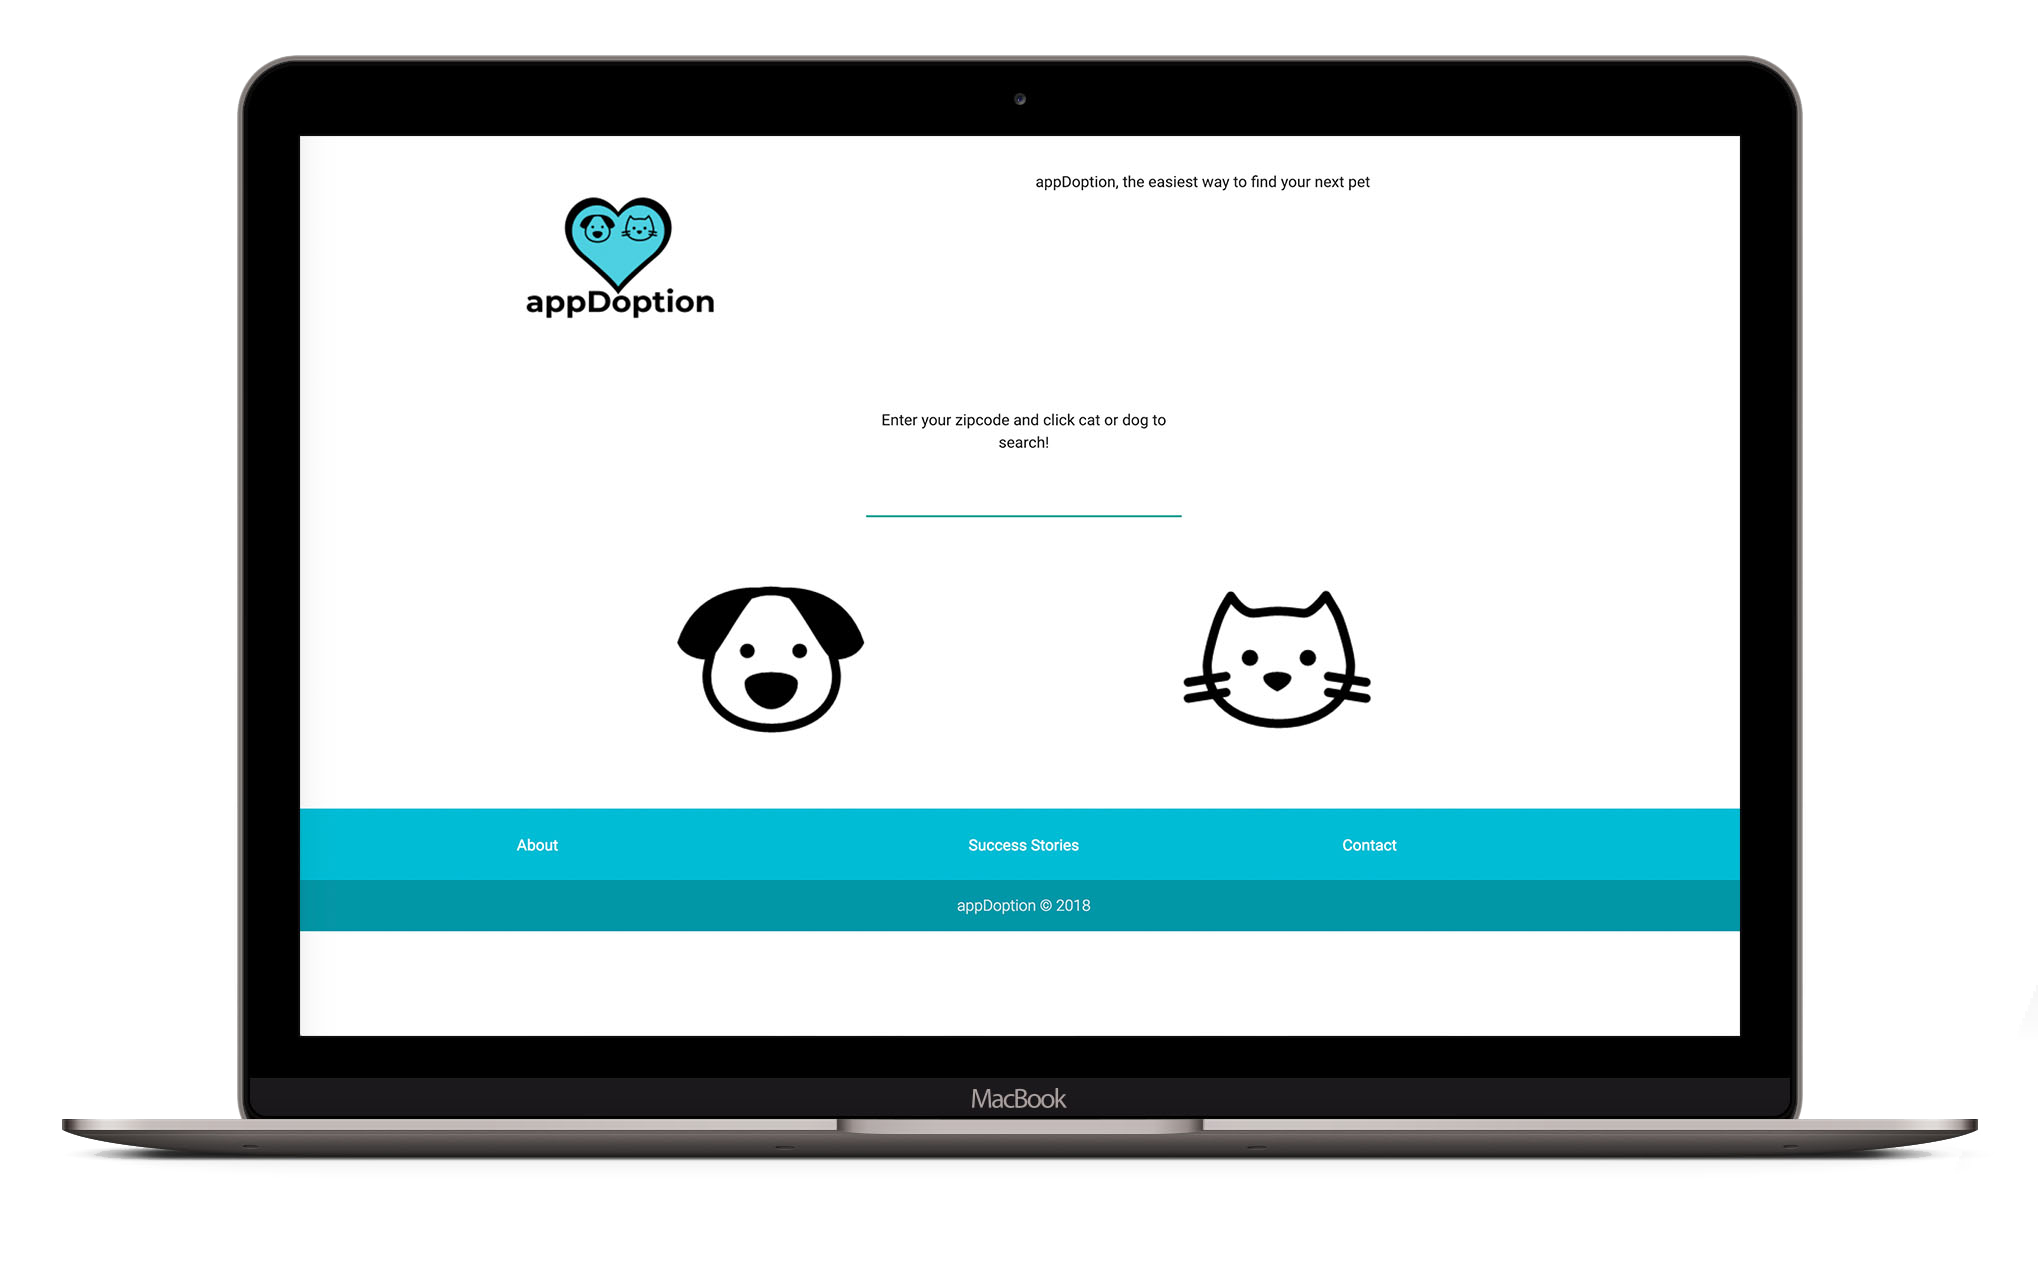 appDoption, the easiest way to find your next pet
appDoption
Enter your zipcode and click cat or dog to
search!
About
Success Stories
Contact
appDoption © 2018
MacBook